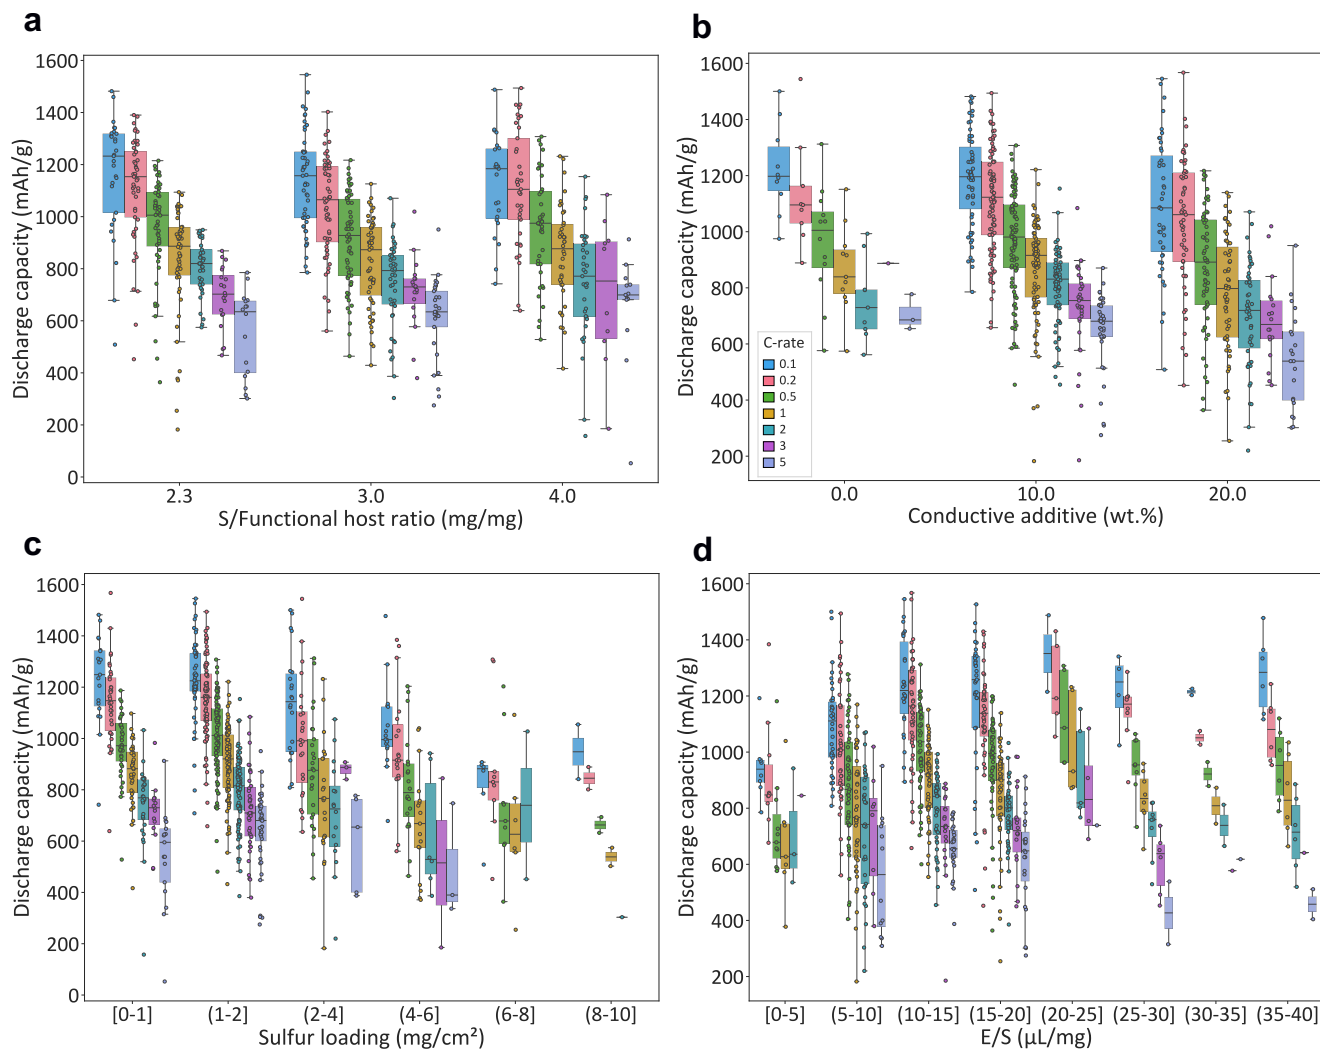 a
1600
1400
1200
1000
800
600
400
200
0
Discharge capacity (mAh/g)
2.3 3.0 4.0
S/Functional host ratio (mg/mg)
b
1600
1400
1200
1000
800
600
400
200
Discharge capacity (mAh/g)
C-rate
0.1
0.2
0.5
1
2
3
5
0.0 10.0 20.0
Conductive additive (wt.%)
c
1600
1400
1200
1000
800
600
400
200
0
Discharge capacity (mAh/g)
[0-1] (1-2] (2-4] (4-6] (6-8] (8-10]
Sulfur loading (mg/cm²)
d
1600
1400
1200
1000
800
600
400
200
Discharge capacity (mAh/g)
[0-5] (5-10] (10-15] (15-20] (20-25] (25-30] (30-35] (35-40]
E/S (μL/mg)